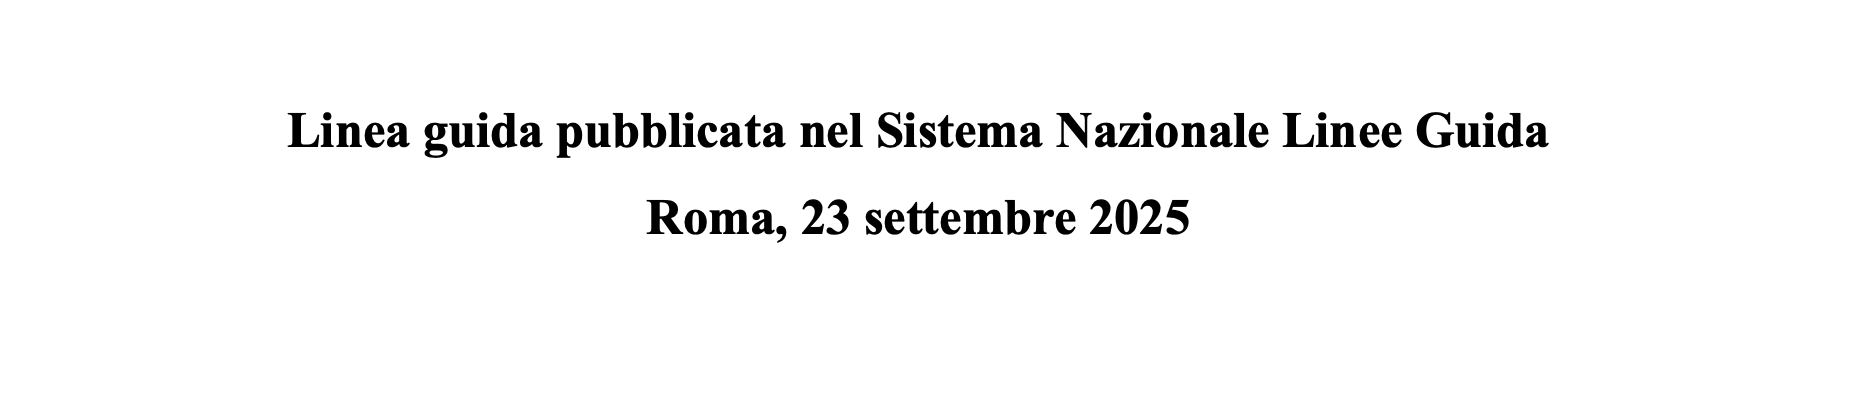 Linea guida pubblicata nel Sistema Nazionale Linee Guida
Roma, 23 settembre 2025